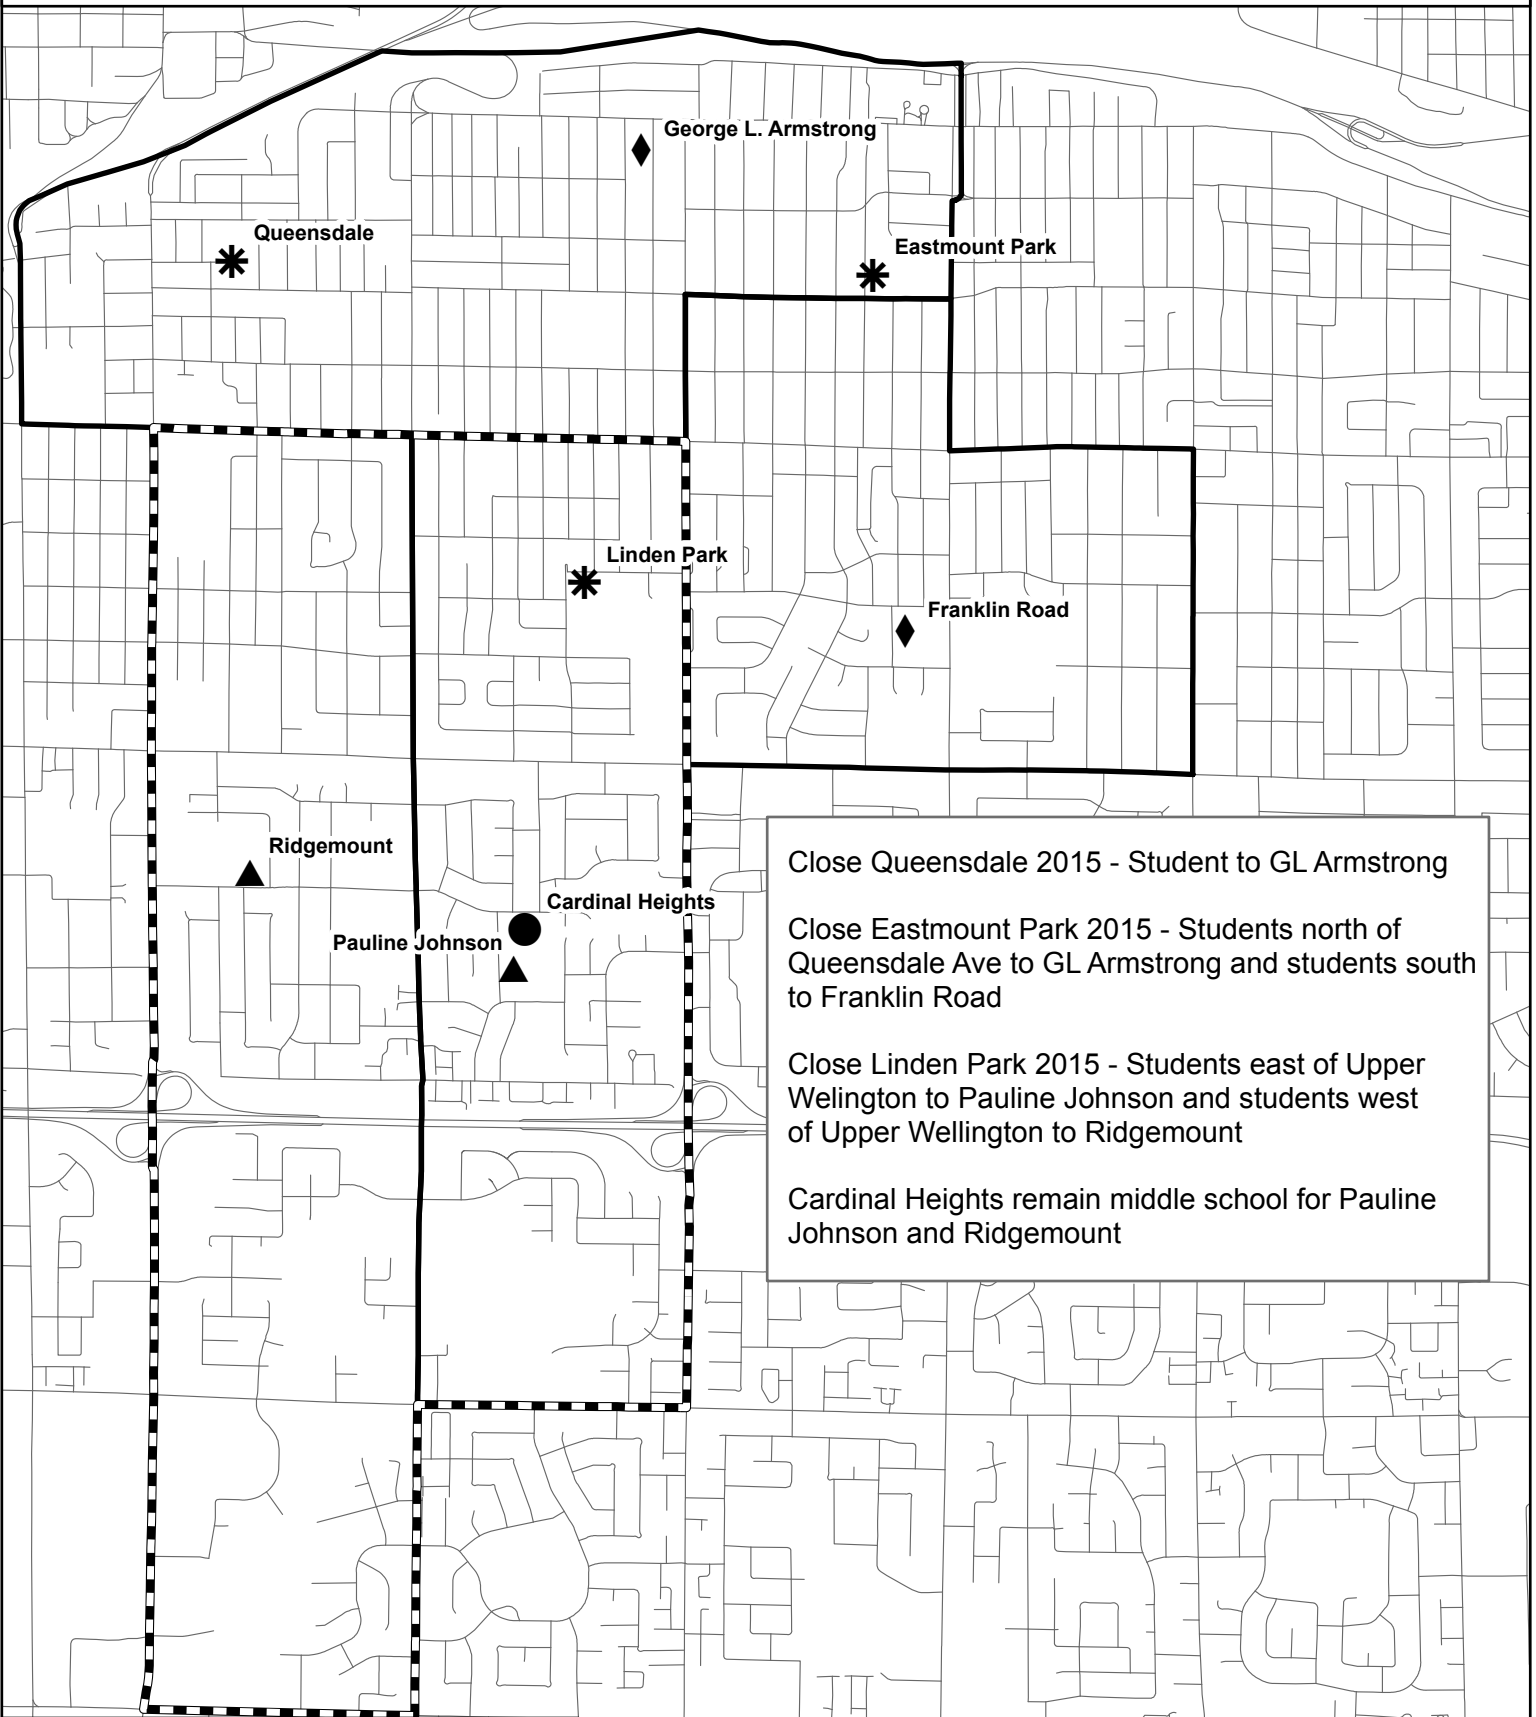 George L. Armstrong
Queensdale
Eastmount Park
Linden Park
Franklin Road
Ridgemount
Cardinal Heights
Pauline Johnson
Close Queensdale 2015 - Student to GL Armstrong
Close Eastmount Park 2015 - Students north of
Queensdale Ave to GL Armstrong and students south
to Franklin Road
Close Linden Park 2015 - Students east of Upper
Welington to Pauline Johnson and students west
of Upper Wellington to Ridgemount
Cardinal Heights remain middle school for Pauline
Johnson and Ridgemount